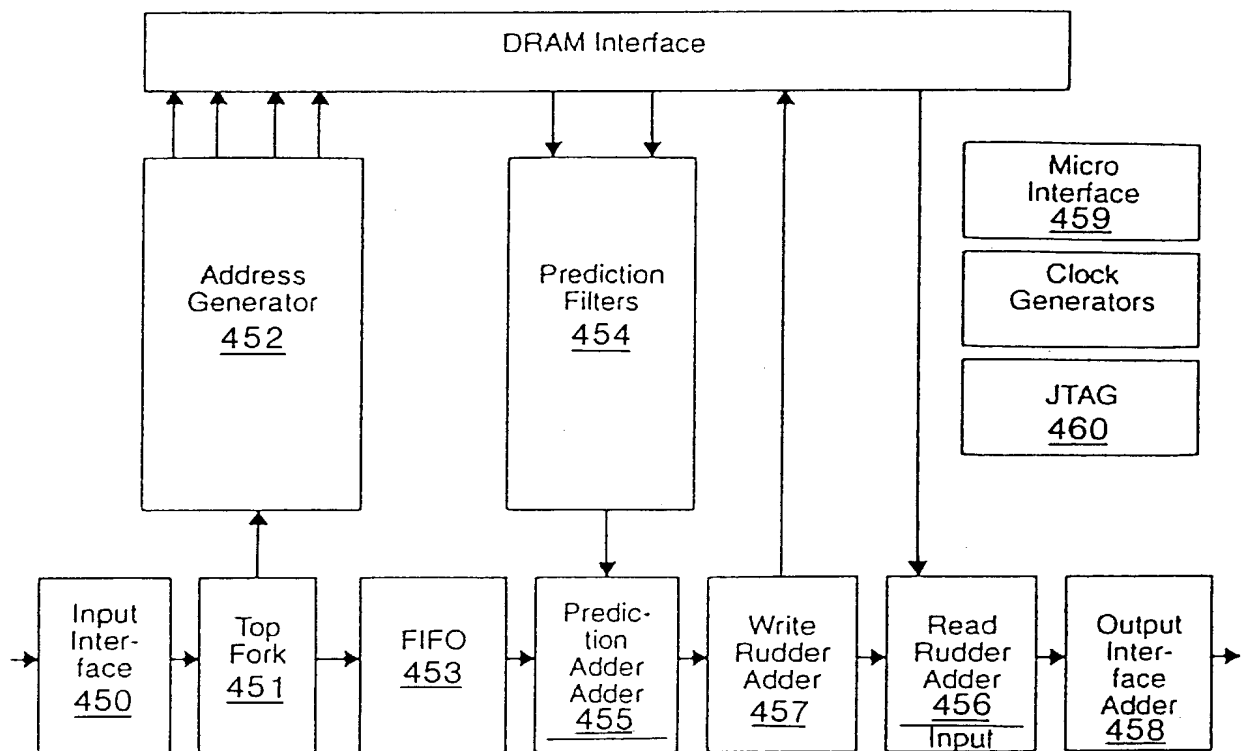 DRAM Interface
Micro
Interface
459
Address
Generator
452
Prediction
Filters
454
Clock
Generators
JTAG
460
Input
Inter-
face
450
Top
Fork
451
FIFO
453
Predic-
tion
Adder
Adder
455
Write
Rudder
Adder
457
Read
Rudder
Adder
456
Input
Output
Inter-
face
Adder
458